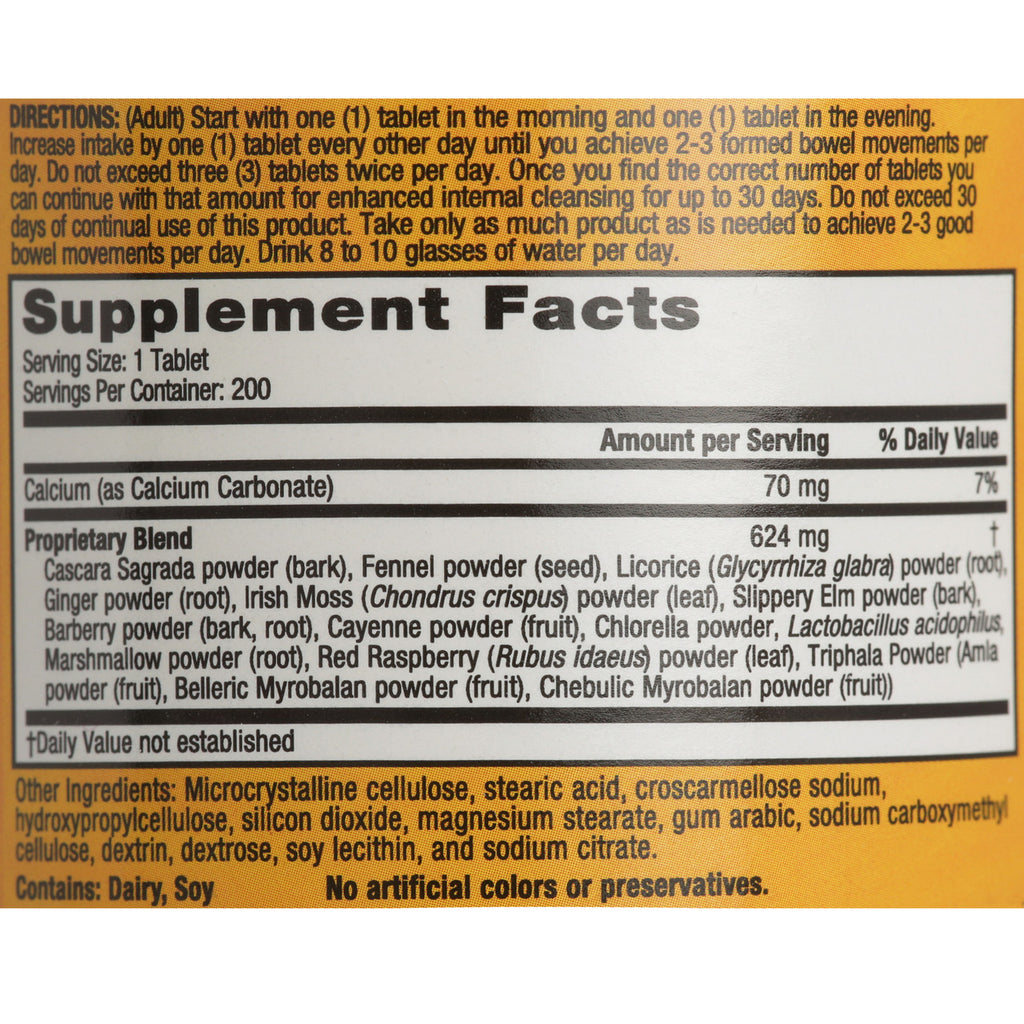 DIRECTIONS: (Adult) Start with one (1) tablet in the morning and one (1) tablet in the evening.
Increase intake by one (1) tablet every other day until you achieve 2-3 formed bowel movements per
day. Do not exceed three (3) tablets twice per day. Once you find the correct number of tablets you
can continue with that amount for enhanced internal cleansing for up to 30 days. Do not exceed 30
days of continual use of this product. Take only as much product as is needed to achieve 2-3 good
bowel movements per day. Drink 8 to 10 glasses of water per day.
Supplement Facts
Serving Size: 1 Tablet
Servings Per Container: 200
Amount per Serving % Daily Value
Calcium (as Calcium Carbonate) 70 mg 7%
Proprietary Blend 624 mg †
Cascara Sagrada powder (bark), Fennel powder (seed), Licorice (Glycyrrhiza glabra) powder (root),
Ginger powder (root), Irish Moss (Chondrus crispus) powder (leaf), Slippery Elm powder (bark),
Barberry powder (bark, root), Cayenne powder (fruit), Chlorella powder, Lactobacillus acidophilus,
Marshmallow powder (root), Red Raspberry (Rubus idaeus) powder (leaf), Triphala Powder (Amla
powder (fruit), Belleric Myrobalan powder (fruit), Chebulic Myrobalan powder (fruit))
†Daily Value not established
Other Ingredients: Microcrystalline cellulose, stearic acid, croscarmellose sodium,
hydroxypropylcellulose, silicon dioxide, magnesium stearate, gum arabic, sodium carboxymethyl
cellulose, dextrin, dextrose, soy lecithin, and sodium citrate.
Contains: Dairy, Soy No artificial colors or preservatives.